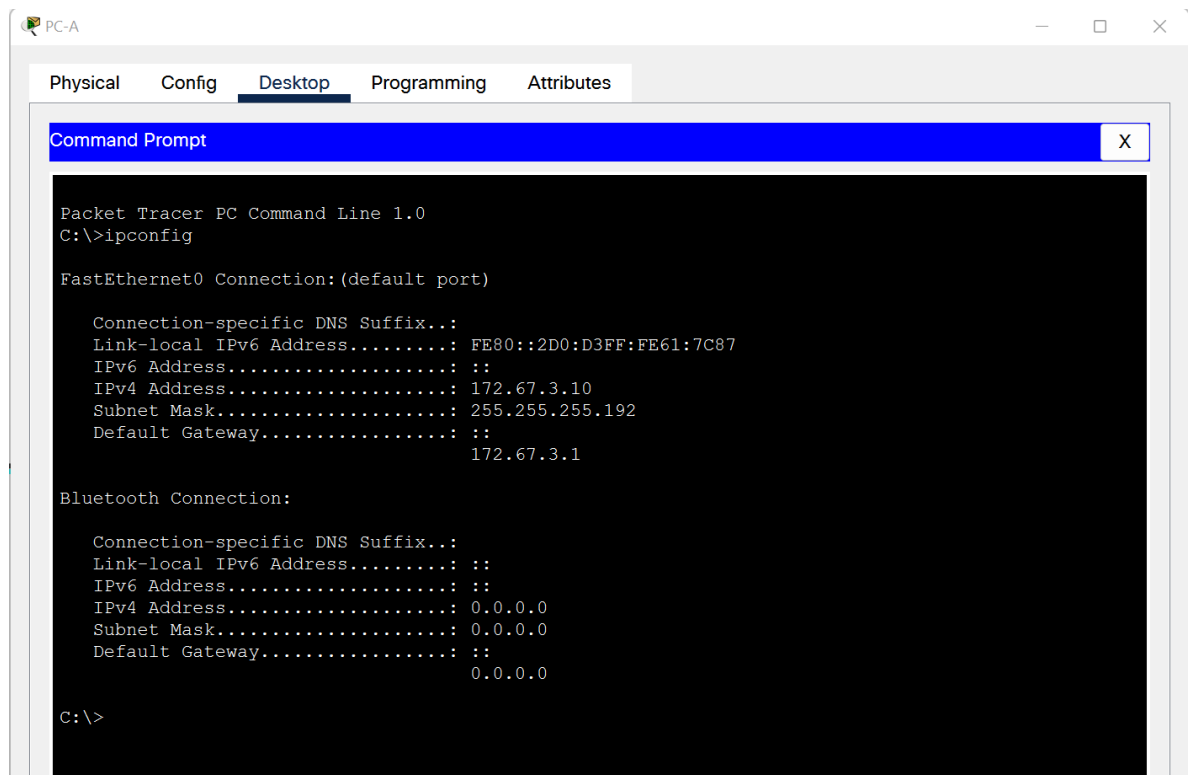 PC-A
Physical Config Desktop Programming Attributes
Command Prompt X
Packet Tracer PC Command Line 1.0
C:\>ipconfig
FastEthernet0 Connection:(default port)
Connection-specific DNS Suffix..:
Link-local IPv6 Address.........: FE80::2D0:D3FF:FE61:7C87
IPv6 Address....................: ::
IPv4 Address....................: 172.67.3.10
Subnet Mask.....................: 255.255.255.192
Default Gateway.................: ::
172.67.3.1
Bluetooth Connection:
Connection-specific DNS Suffix..:
Link-local IPv6 Address.........: ::
IPv6 Address....................: ::
IPv4 Address....................: 0.0.0.0
Subnet Mask.....................: 0.0.0.0
Default Gateway.................: ::
0.0.0.0
C:\>